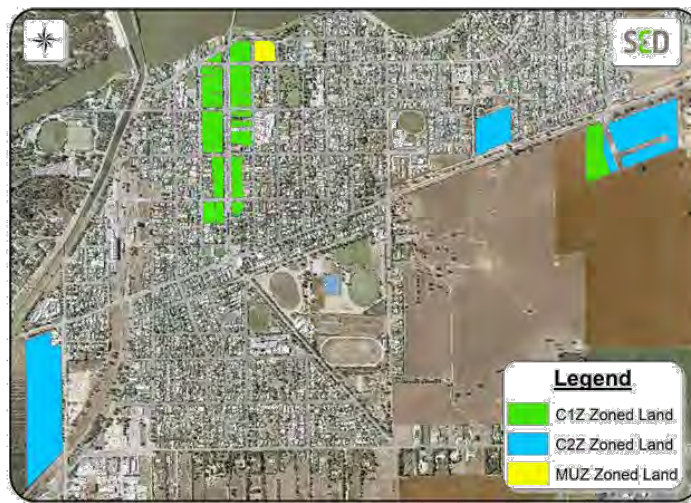 SED
Legend
C1Z Zoned Land
C2Z Zoned Land
MUZ Zoned Land